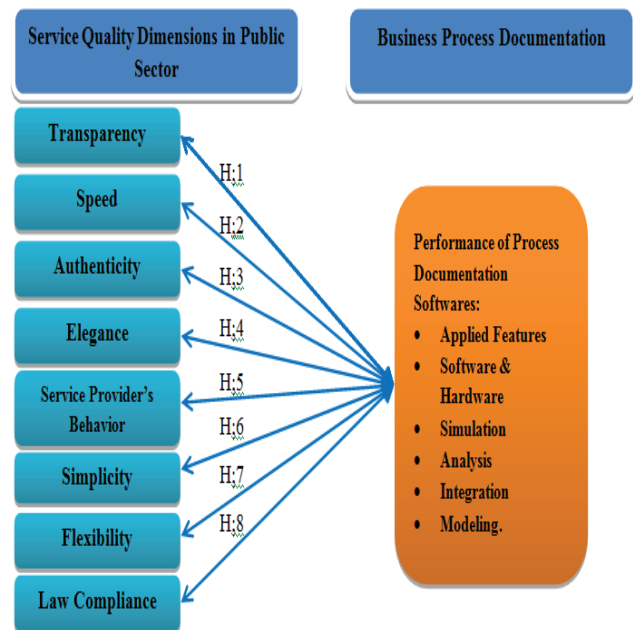 Service Quality Dimensions in Public
Sector
Business Process Documentation
Transparency
Speed
Authenticity
Elegance
Service Provider's
Behavior
Simplicity
Flexibility
Law Compliance
H;1
H;2
H;3
H;4
H;5
H;6
H;7
H;8
Performance of Process
Documentation
Softwares:
• Applied Features
• Software &
Hardware
• Simulation
• Analysis
• Integration
• Modeling.